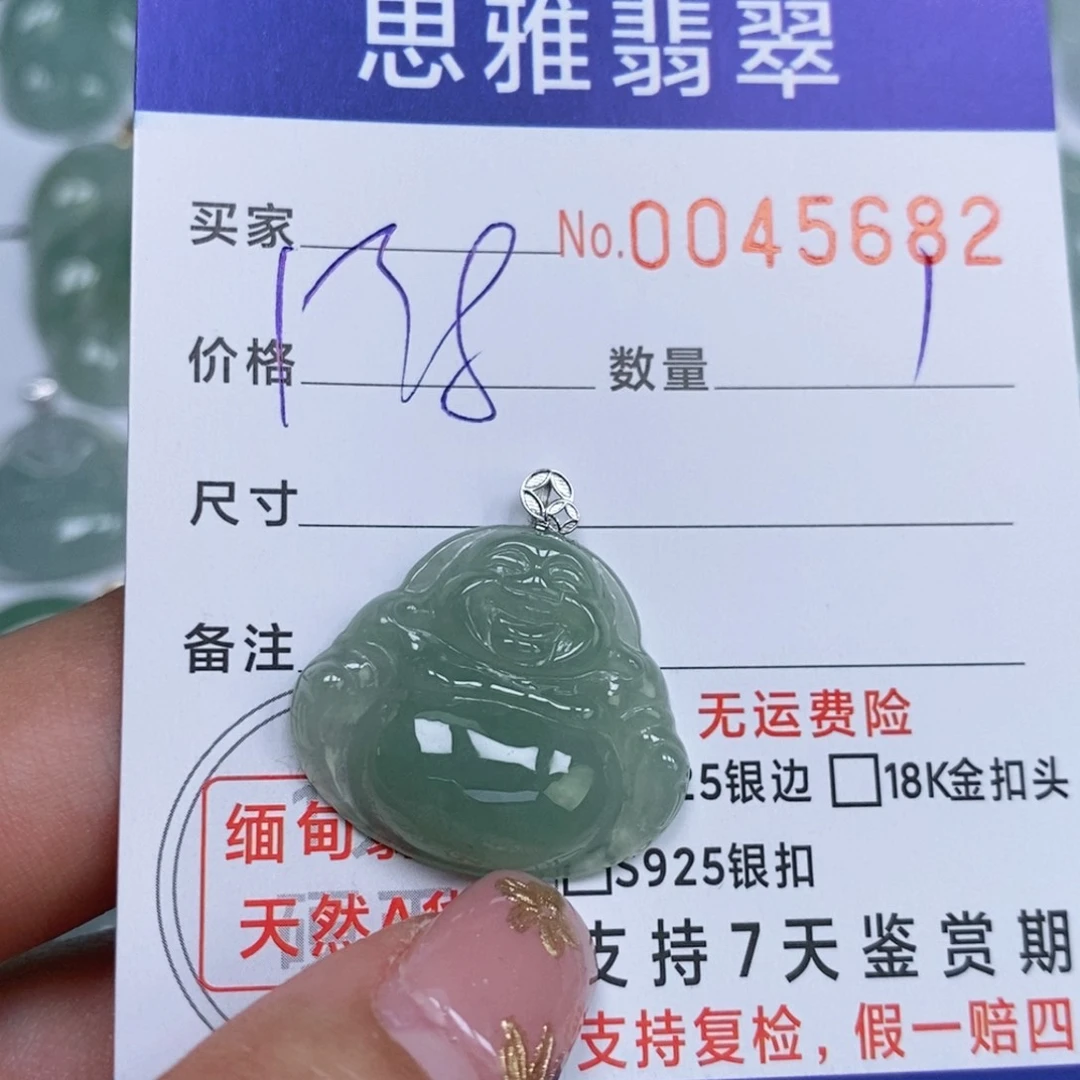 思雅翡翠
买家 No.0045682
价格 178 数量 1
尺寸
备注
无运费险
25银边 □18K金扣头
缅甸
□S925银扣
天然A货
支持7天鉴赏期
支持复检，假一赔四